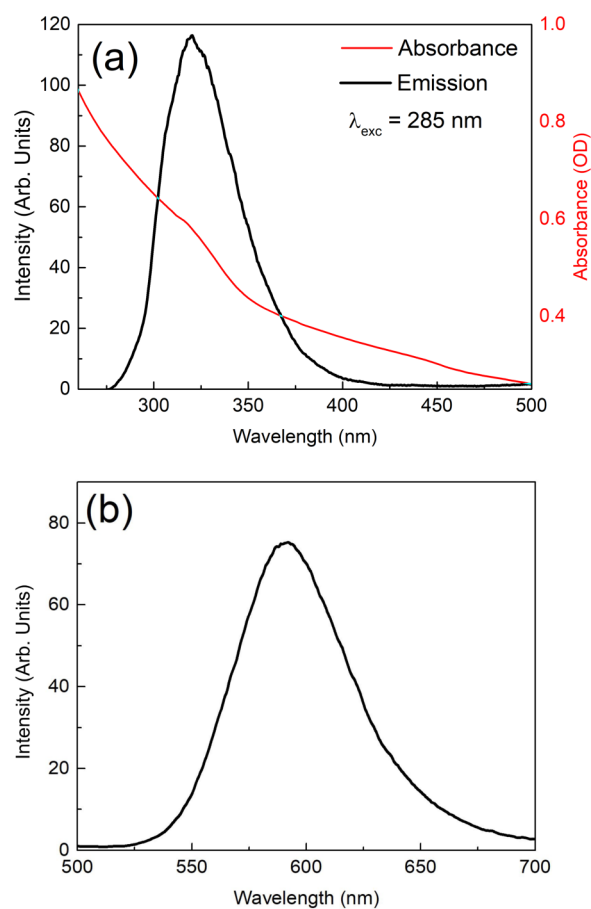 (a)
Absorbance
Emission
λexc = 285 nm
Intensity (Arb. Units)
120
100
80
60
40
20
0
1.0
0.8
0.6
0.4
Absorbance (OD)
300 350 400 450 500
Wavelength (nm)
(b)
Intensity (Arb. Units)
80
60
40
20
0
500 550 600 650 700
Wavelength (nm)